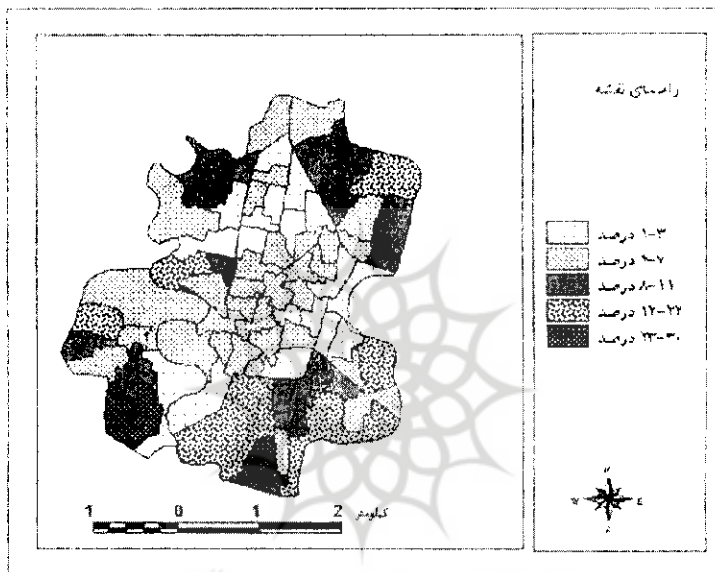 راهنمای نقشه
۱-۳ درصد
۴-۷ درصد
۸-۱۱ درصد
۱۲-۲۲ درصد
۲۳-۳۰ درصد
1 0 1 2 کیلومتر
E